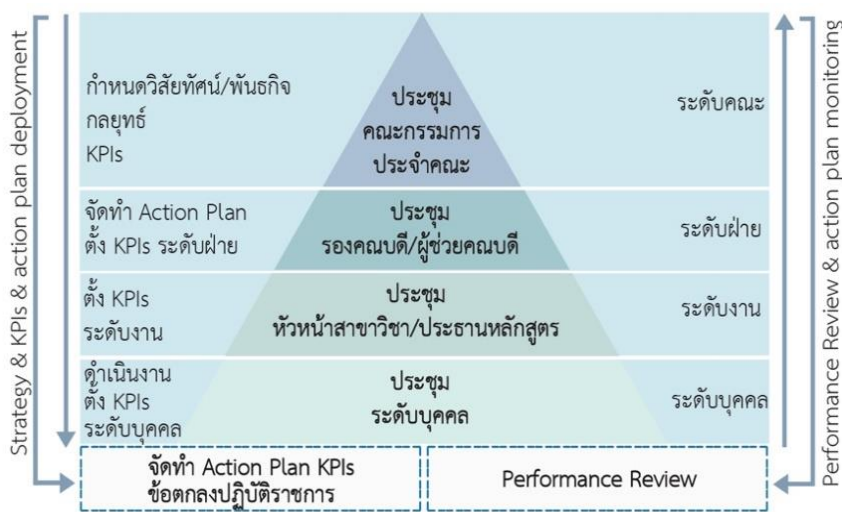 Strategy & KPIs & action plan deployment
กำหนดวิสัยทัศน์/พันธกิจ
กลยุทธ์
KPIs
ประชุม
คณะกรรมการ
ประจำคณะ
ระดับคณะ
จัดทำ Action Plan
ตั้ง KPIs ระดับฝ่าย
ประชุม
รองคณบดี/ผู้ช่วยคณบดี
ระดับฝ่าย
ตั้ง KPIs
ระดับงาน
ประชุม
หัวหน้าสาขาวิชา/ประธานหลักสูตร
ระดับงาน
ดำเนินงาน
ตั้ง KPIs
ระดับบุคคล
ประชุม
ระดับบุคคล
ระดับบุคคล
จัดทำ Action Plan KPIs
ข้อตกลงปฏิบัติราชการ
Performance Review
Performance Review & action plan monitoring